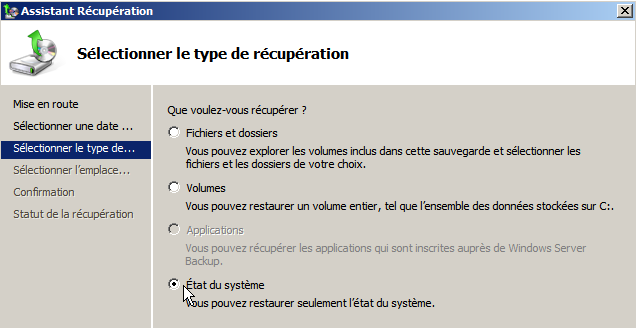 Assistant Récupération
Sélectionner le type de récupération
Mise en route
Sélectionner une date ...
Sélectionner le type de...
Sélectionner l'emplace...
Confirmation
Statut de la récupération
Que voulez-vous récupérer ?
Fichiers et dossiers
Vous pouvez explorer les volumes inclus dans cette sauvegarde et sélectionner les
fichiers et les dossiers de votre choix.
Volumes
Vous pouvez restaurer un volume entier, tel que l'ensemble des données stockées sur C:.
Applications
Vous pouvez récupérer les applications qui sont inscrites auprès de Windows Server
Backup.
État du système
Vous pouvez restaurer seulement l'état du système.